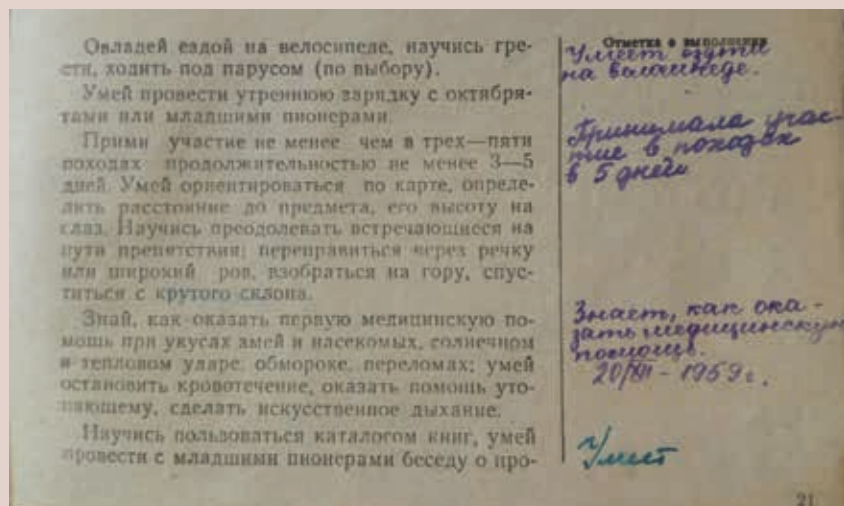 Овладей ездой на велосипеде, научись гре-
сти, ходить под парусом (по выбору).
Умей провести утреннюю зарядку с октября-
тами или младшими пионерами.
Прими участие не менее чем в трех—пяти
походах продолжительностью не менее 3—5
дней. Умей ориентироваться по карте, опреде-
лить расстояние до предмета, его высоту на
глаз. Научись преодолевать встречающиеся на
пути препятствия: переправиться через речку
или широкий ров, взобраться на гору, спус-
титься с крутого склона.
Знай, как оказать первую медицинскую по-
мощь при укусах змей и насекомых, солнечном
и тепловом ударе, обмороке, переломах; умей
остановить кровотечение, оказать помощь уто-
пающему, сделать искусственное дыхание.
Научись пользоваться каталогом книг, умей
провести с младшими пионерами беседу о про-
Отметка о выполнении
Умеет ездить
на велосипеде.
Принимала учас-
тие в походах
в 5 дней
Знает, как ока-
зать медицинскую
помощь.
20/XII - 1959г.
Умеет
21